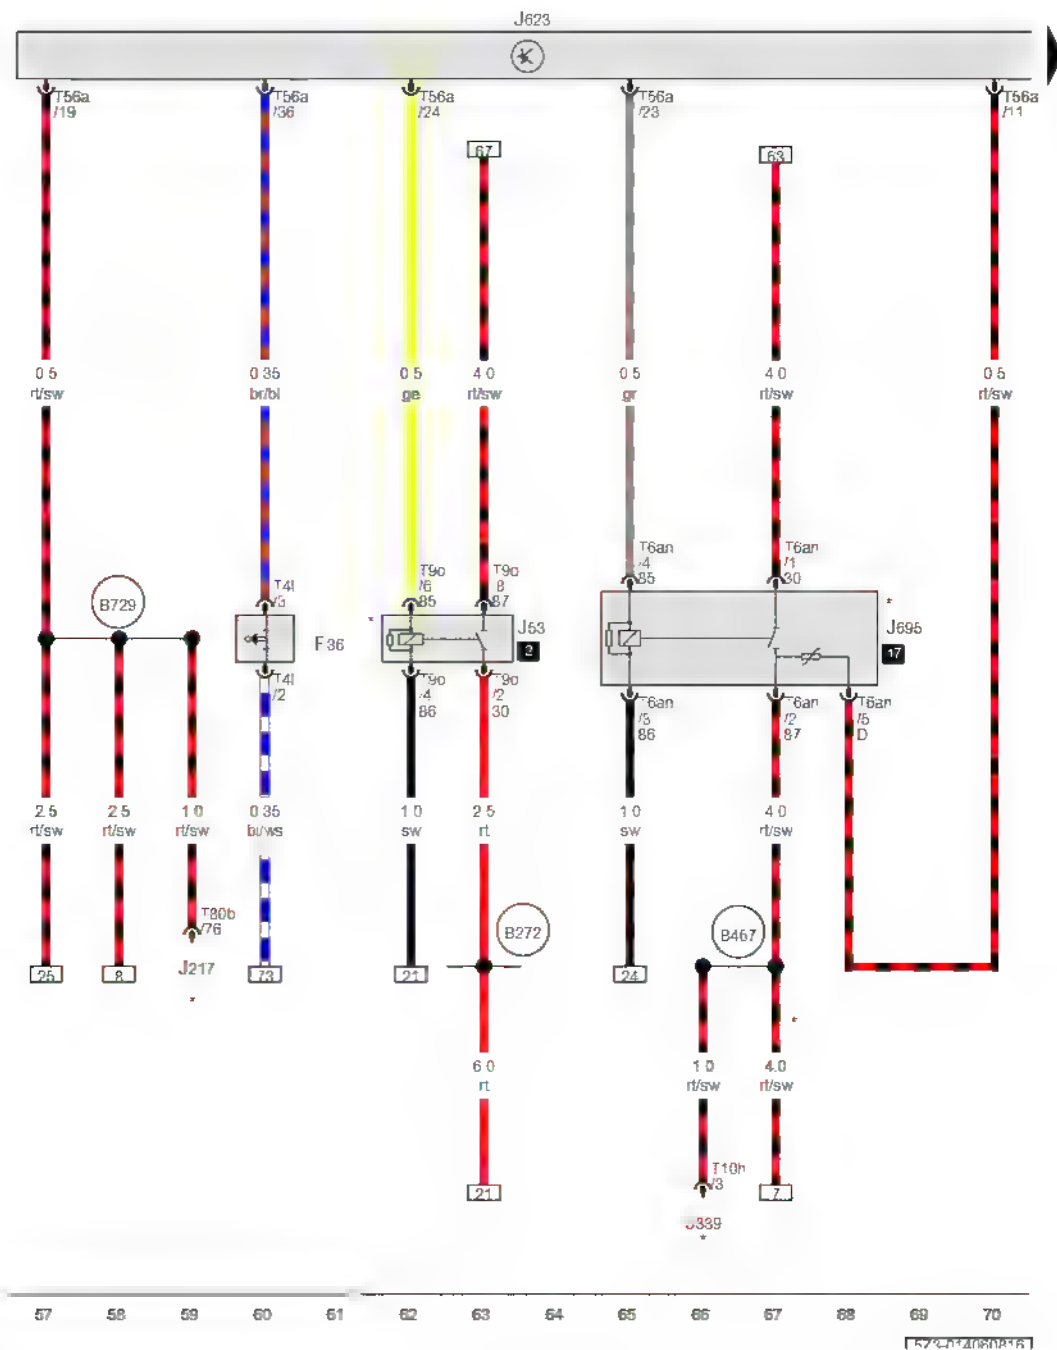 J623
T56a
/19
T56a
/36
T56a
/24
T56a
/23
T56a
/11
67
63
0.5
rt/sw
0.35
br/bl
0.5
ge
4.0
rt/sw
0.5
gr
4.0
rt/sw
0.5
rt/sw
T4l
T9o
/6
85
T9o
8
87
T6an
/4
85
T6an
/1
30
B729
F36
*
J53
2
*
J695
17
T4l
/2
T9o
/4
86
T9o
/2
30
T6an
/3
86
T6an
/2
87
T6an
/5
D
2.5
rt/sw
2.5
rt/sw
1.0
rt/sw
0.35
bl/ws
1.0
sw
2.5
rt
1.0
sw
4.0
rt/sw
T80b
/76
B272
B467
25
8
J217
73
21
24
*
*
6.0
rt
1.0
rt/sw
4.0
rt/sw
T10h
/3
21
7
*
57 58 59 60 61 62 63 64 65 66 67 68 69 70